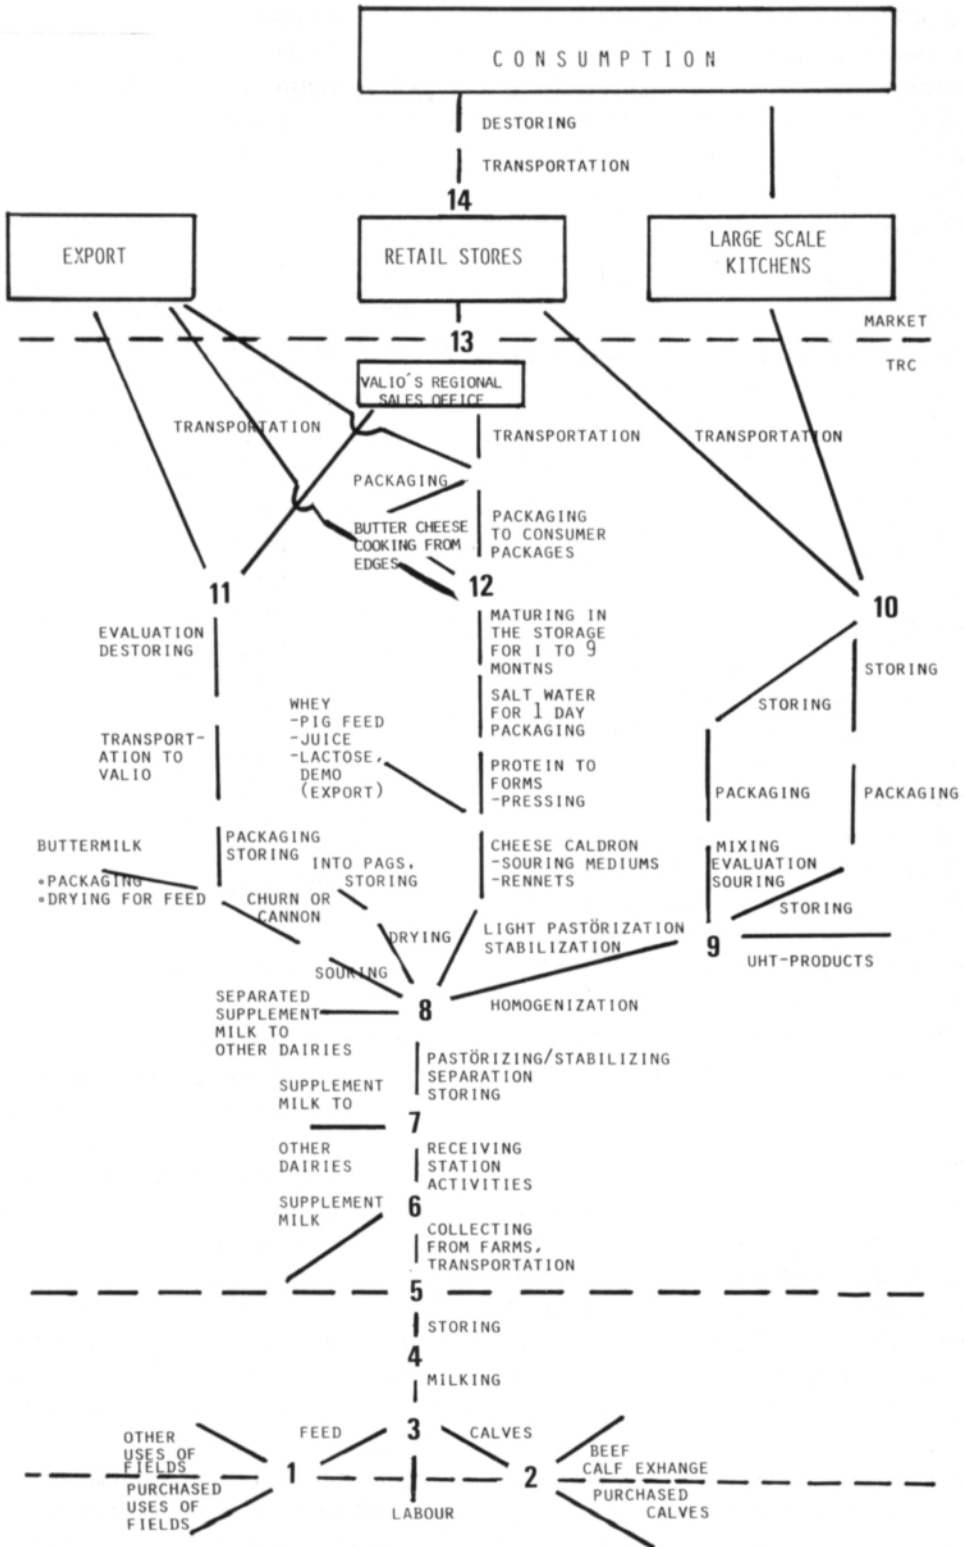 CONSUMPTION
DESTORING
TRANSPORTATION
14
EXPORT
RETAIL STORES
LARGE SCALE
KITCHENS
MARKET
13
TRC
VALIO´S REGIONAL
SALES OFFICE
TRANSPORTATION
TRANSPORTATION
TRANSPORTATION
PACKAGING
PACKAGING
TO CONSUMER
PACKAGES
BUTTER CHEESE
COOKING FROM
EDGES
11
12
10
EVALUATION
DESTORING
MATURING IN
THE STORAGE
FOR 1 TO 9
MONTNS
STORING
STORING
WHEY
-PIG FEED
-JUICE
-LACTOSE,
DEMO
(EXPORT)
SALT WATER
FOR 1 DAY
PACKAGING
TRANSPORT-
ATION TO
VALIO
PROTEIN TO
FORMS
-PRESSING
PACKAGING
PACKAGING
BUTTERMILK
•PACKAGING
•DRYING FOR FEED
PACKAGING
STORING
INTO PAGS.
STORING
CHEESE CALDRON
-SOURING MEDIUMS
-RENNETS
MIXING
EVALUATION
SOURING
CHURN OR
CANNON
STORING
DRYING
LIGHT PASTÖRIZATION
STABILIZATION
9
UHT-PRODUCTS
SOURING
HOMOGENIZATION
8
SEPARATED
SUPPLEMENT
MILK TO
OTHER DAIRIES
PASTÖRIZING/STABILIZING
SEPARATION
STORING
SUPPLEMENT
MILK TO
7
OTHER
DAIRIES
RECEIVING
STATION
ACTIVITIES
SUPPLEMENT
MILK
6
COLLECTING
FROM FARMS,
TRANSPORTATION
5
STORING
4
MILKING
3
FEED
CALVES
OTHER
USES OF
FIELDS
1
2
BEEF
CALF EXHANGE
PURCHASED
USES OF
FIELDS
LABOUR
PURCHASED
CALVES